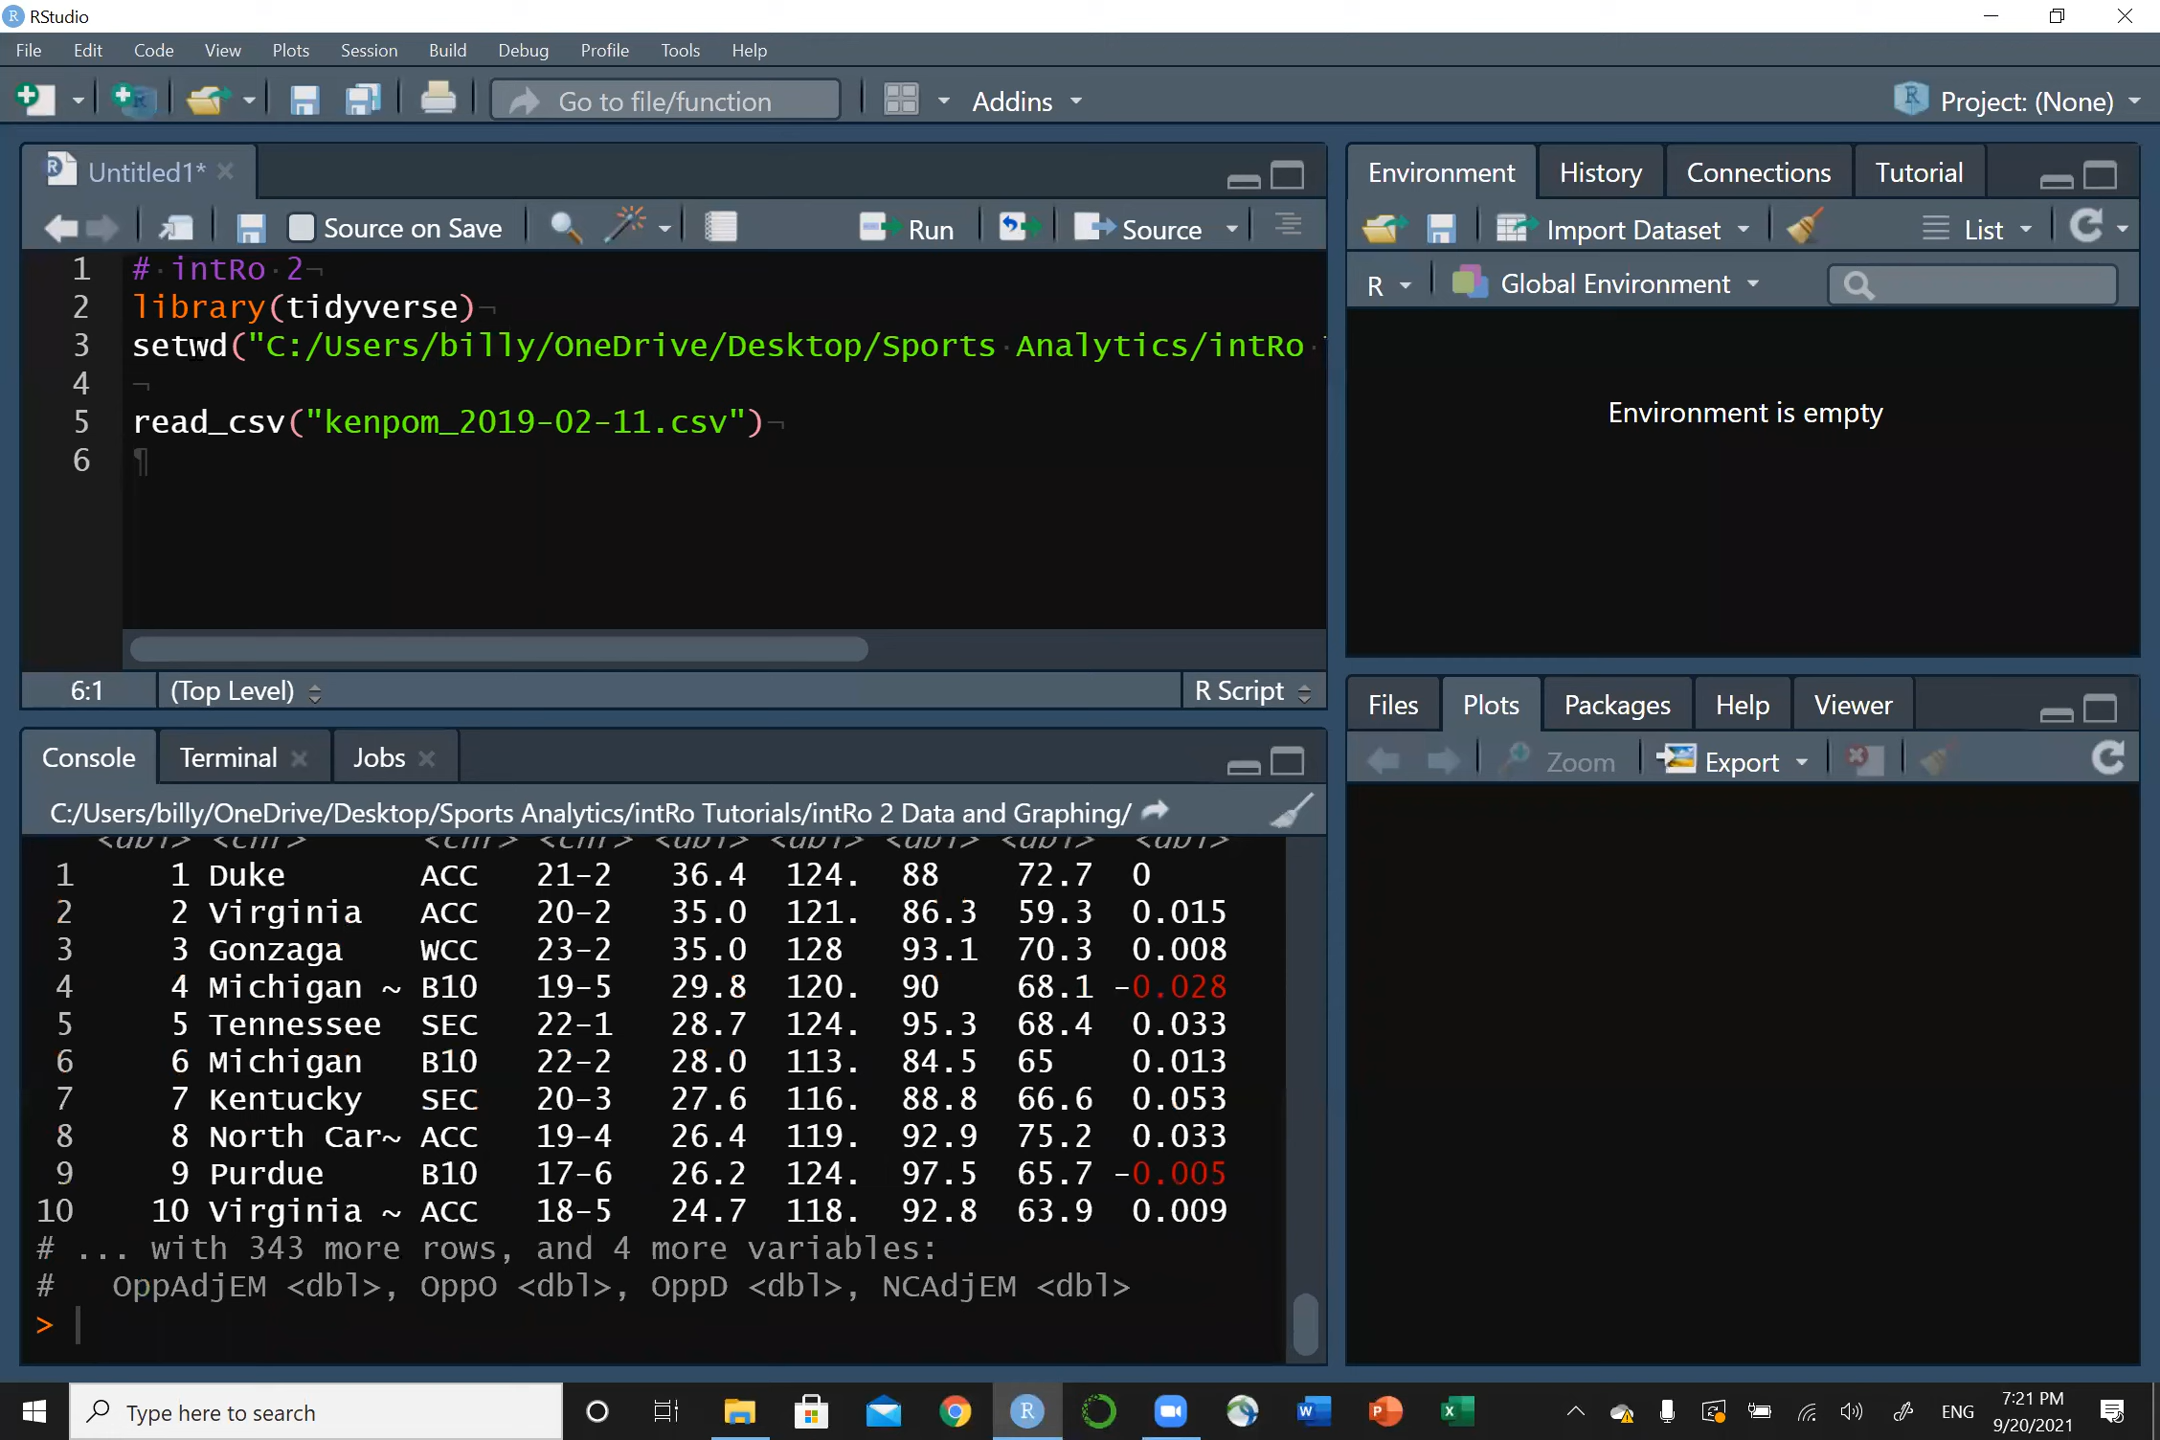 RStudio
File Edit Code View Plots Session Build Debug Profile Tools Help
Go to file/function Addins Project: (None)
Untitled1*
Source on Save Run Source
1 # intRo 2
2 library(tidyverse)
3 setwd("C:/Users/billy/OneDrive/Desktop/Sports Analytics/intRo
4
5 read_csv("kenpom_2019-02-11.csv")
6
6:1 (Top Level) R Script
Console Terminal Jobs
C:/Users/billy/OneDrive/Desktop/Sports Analytics/intRo Tutorials/intRo 2 Data and Graphing/
<dbl> <chr> <chr> <chr> <dbl> <dbl> <dbl> <dbl> <dbl>
1 1 Duke ACC 21-2 36.4 124. 88 72.7 0
2 2 Virginia ACC 20-2 35.0 121. 86.3 59.3 0.015
3 3 Gonzaga WCC 23-2 35.0 128 93.1 70.3 0.008
4 4 Michigan ~ B10 19-5 29.8 120. 90 68.1 -0.028
5 5 Tennessee SEC 22-1 28.7 124. 95.3 68.4 0.033
6 6 Michigan B10 22-2 28.0 113. 84.5 65 0.013
7 7 Kentucky SEC 20-3 27.6 116. 88.8 66.6 0.053
8 8 North Car~ ACC 19-4 26.4 119. 92.9 75.2 0.033
9 9 Purdue B10 17-6 26.2 124. 97.5 65.7 -0.005
10 10 Virginia ~ ACC 18-5 24.7 118. 92.8 63.9 0.009
# ... with 343 more rows, and 4 more variables:
# OppAdjEM <dbl>, OppO <dbl>, OppD <dbl>, NCAdjEM <dbl>
>
Environment History Connections Tutorial
Import Dataset List
R Global Environment
Environment is empty
Files Plots Packages Help Viewer
Zoom Export
Type here to search
ENG
7:21 PM
9/20/2021